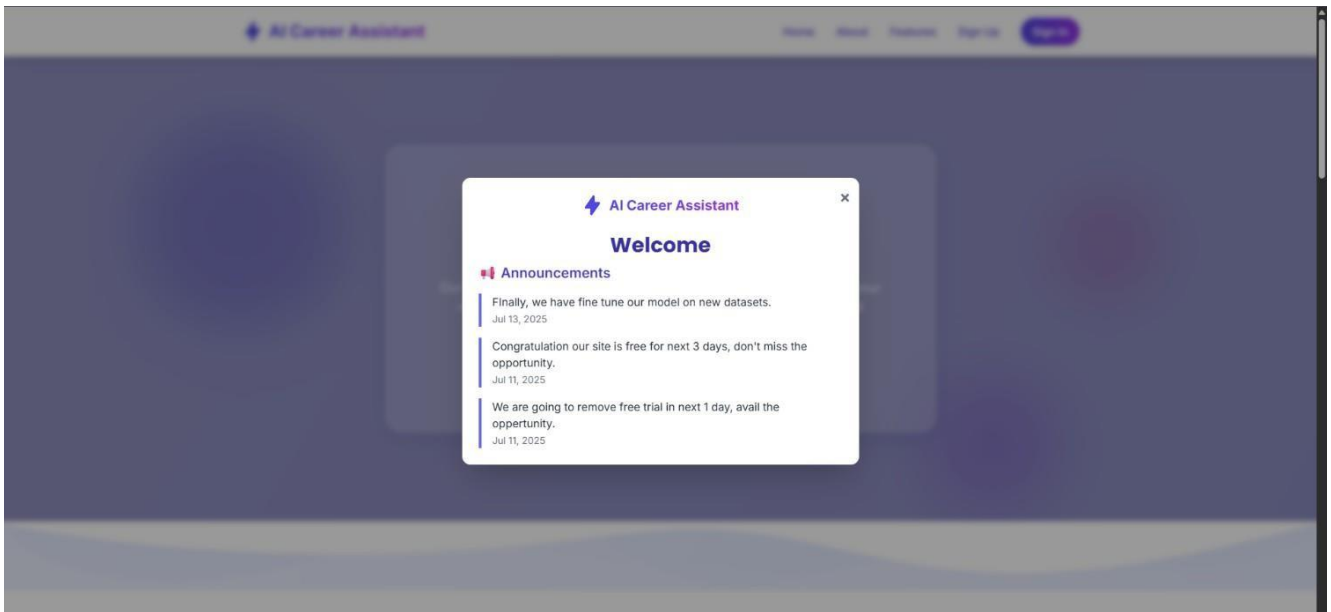 AI Career Assistant
Home About Features Sign Up Sign In
AI Career Assistant
×
Welcome
Announcements
FInally, we have fine tune our model on new datasets.
Jul 13, 2025
Congratulation our site is free for next 3 days, don't miss the
opportunity.
Jul 11, 2025
We are going to remove free trial in next 1 day, avail the
oppertunity.
Jul 11, 2025